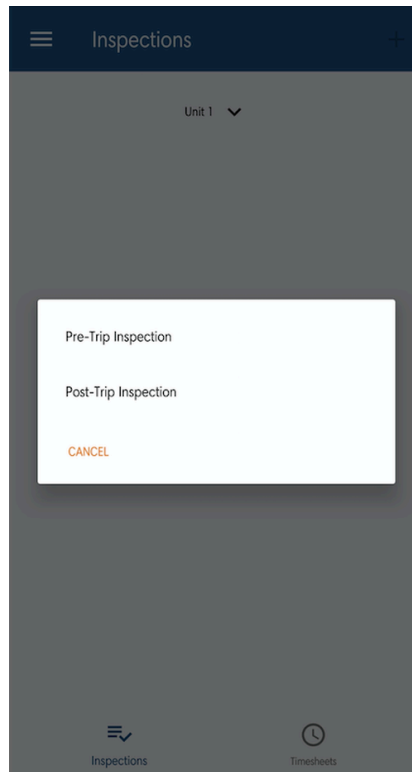 Inspections
Unit 1
Pre-Trip Inspection
Post-Trip Inspection
CANCEL
Inspections
Timesheets